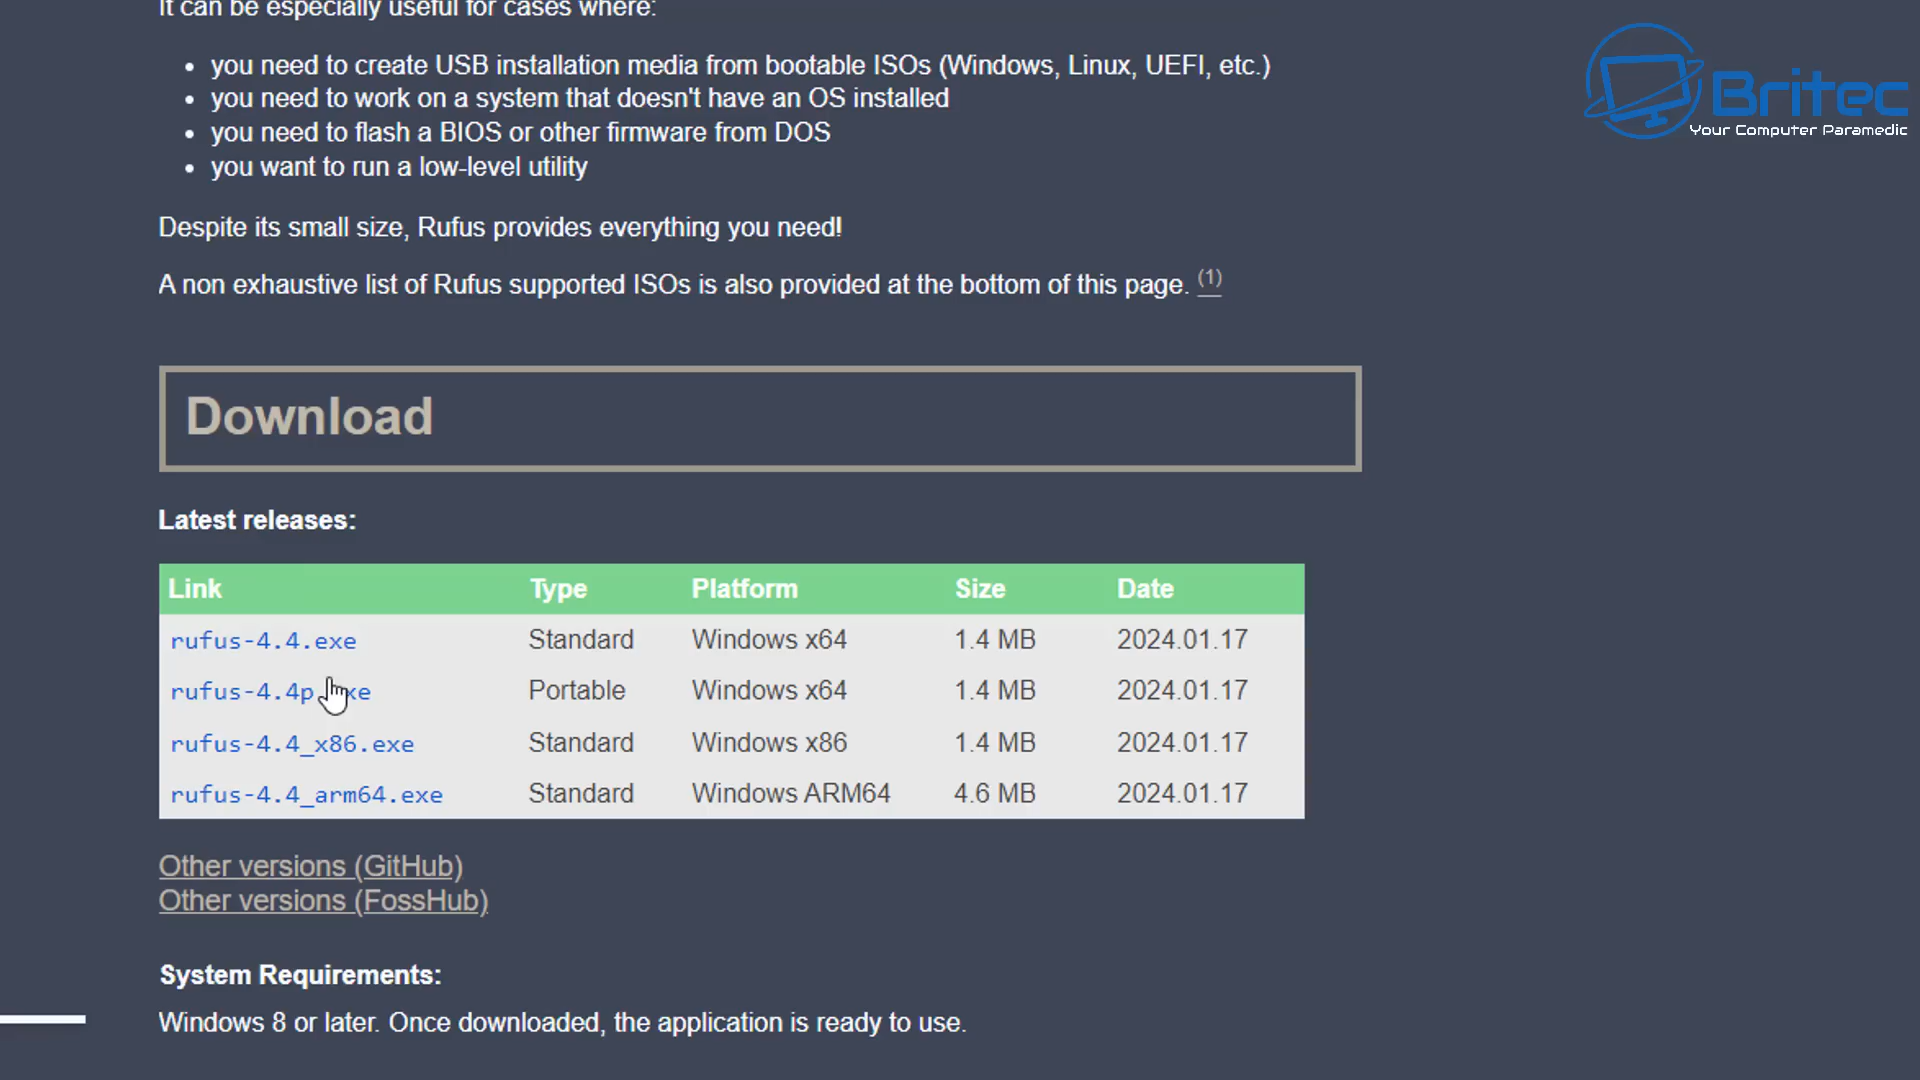 It can be especially useful for cases where:
Britec
Your Computer Paramedic
• you need to create USB installation media from bootable ISOs (Windows, Linux, UEFI, etc.)
• you need to work on a system that doesn't have an OS installed
• you need to flash a BIOS or other firmware from DOS
• you want to run a low-level utility
Despite its small size, Rufus provides everything you need!
A non exhaustive list of Rufus supported ISOs is also provided at the bottom of this page. (1)
Download
Latest releases:
Link Type Platform Size Date
rufus-4.4.exe Standard Windows x64 1.4 MB 2024.01.17
rufus-4.4p xe Portable Windows x64 1.4 MB 2024.01.17
rufus-4.4_x86.exe Standard Windows x86 1.4 MB 2024.01.17
rufus-4.4_arm64.exe Standard Windows ARM64 4.6 MB 2024.01.17
Other versions (GitHub)
Other versions (FossHub)
System Requirements:
Windows 8 or later. Once downloaded, the application is ready to use.